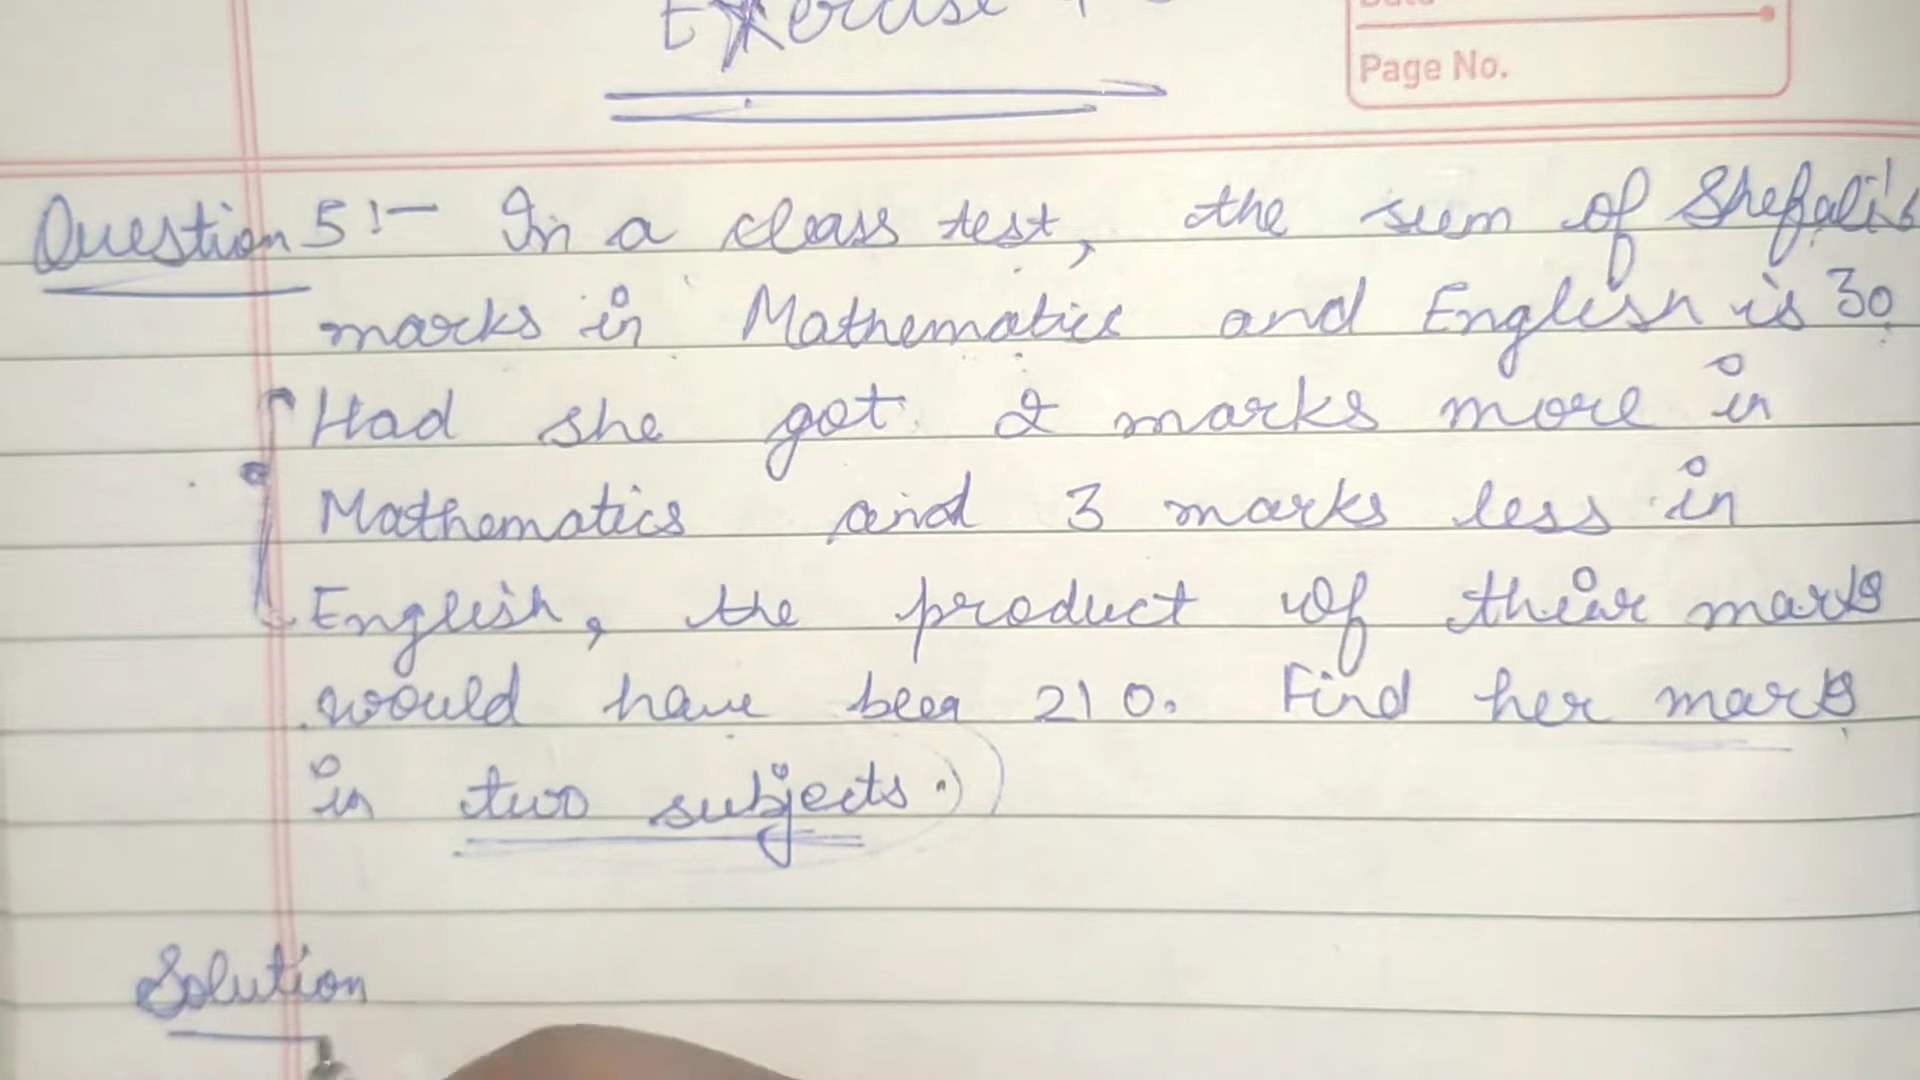 Exercise
Page No.
Question 5:- In a class test, the sum of Shefali's
marks in Mathematics and English is 30.
Had she got 2 marks more in
Mathematics and 3 marks less in
English, the product of their marks
would have been 210. Find her marks
in two subjects.
Solution